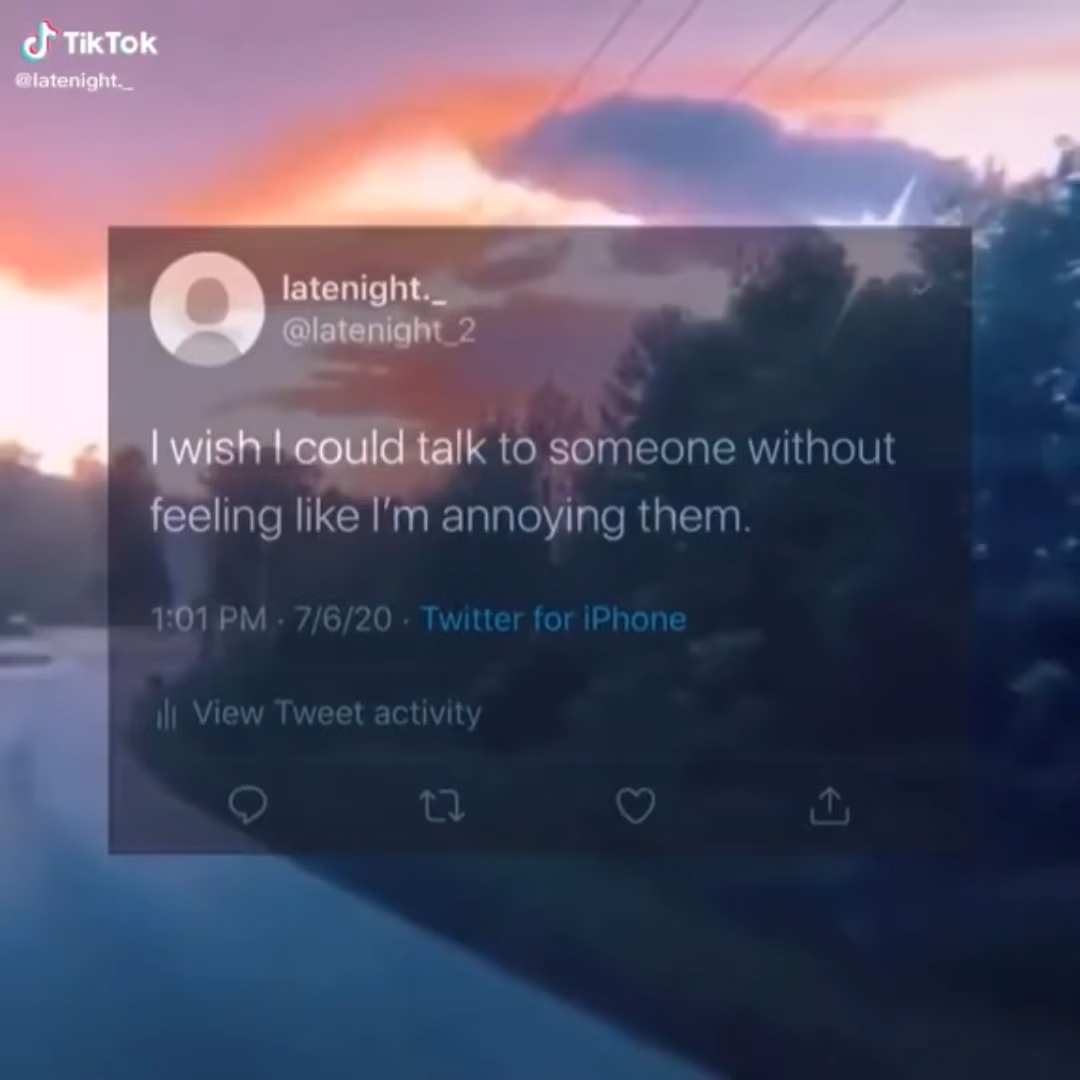 TikTok
@latenight._
latenight._
@latenight_2
I wish I could talk to someone without
feeling like I'm annoying them.
1:01 PM · 7/6/20 · Twitter for iPhone
View Tweet activity